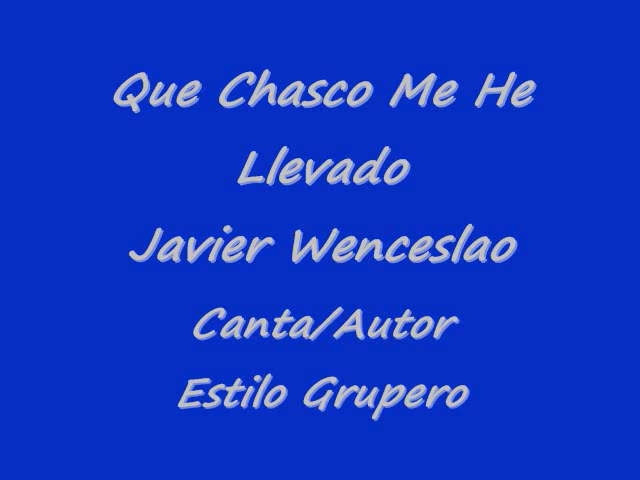 Que Chasco Me He
Llevado
Javier Wenceslao
Canta/Autor
Estilo Grupero